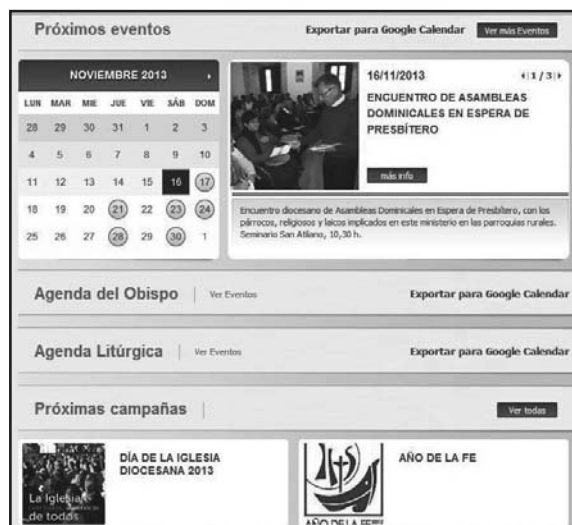 Próximos eventos
Exportar para Google Calendar
Ver más Eventos
NOVIEMBRE 2013
LUN MAR MIE JUE VIE SÁB DOM
28 29 30 31 1 2 3
4 5 6 7 8 9 10
11 12 13 14 15 16 17
18 19 20 21 22 23 24
25 26 27 28 29 30 1
16/11/2013
1 / 3
ENCUENTRO DE ASAMBLEAS
DOMINICALES EN ESPERA DE
PRESBÍTERO
más info
Encuentro diocesano de Asambleas Dominicales en Espera de Presbítero, con los
párrocos, religiosos y laicos implicados en este ministerio en las parroquias rurales.
Seminario San Atilano, 10,30 h.
Agenda del Obispo
Ver Eventos
Exportar para Google Calendar
Agenda Litúrgica
Ver Eventos
Exportar para Google Calendar
Próximas campañas
Ver todas
DÍA DE LA IGLESIA
DIOCESANA 2013
La Iglesia
de todos
AÑO DE LA FE
AÑO DE LA FE